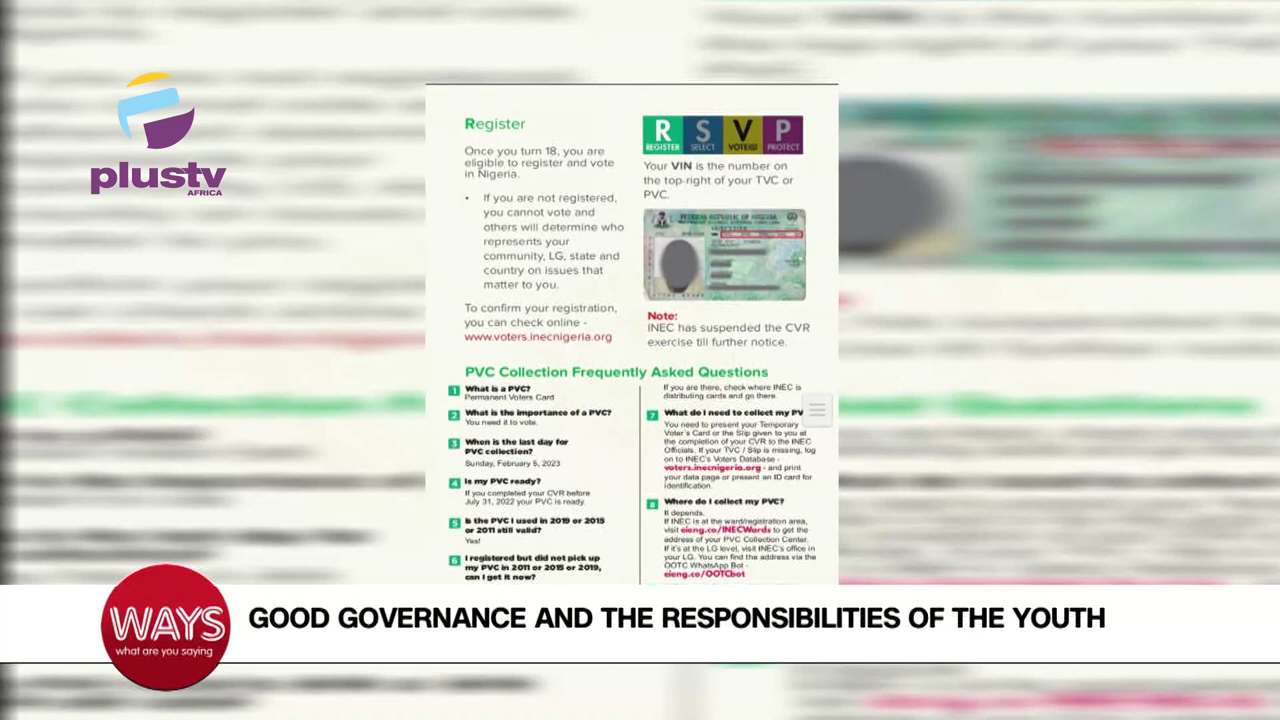 plustv
AFRICA
Register
Once you turn 18, you are
eligible to register and vote
in Nigeria.
• If you are not registered,
you cannot vote and
others will determine who
represents your
community, LG, state and
country on issues that
matter to you.
To confirm your registration,
you can check online -
www.voters.inecnigeria.org
R S V P
REGISTER SELECT VOTE(S) PROTECT
Your VIN is the number on
the top-right of your TVC or
PVC.
FEDERAL REPUBLIC OF NIGERIA
Note:
INEC has suspended the CVR
exercise till further notice.
PVC Collection Frequently Asked Questions
1 What is a PVC?
Permanent Voters Card
2 What is the importance of a PVC?
You need it to vote.
3 When is the last day for
PVC collection?
Sunday, February 5, 2023
4 Is my PVC ready?
If you completed your CVR before
July 31, 2022 your PVC is ready.
5 Is the PVC I used in 2019 or 2015
or 2011 still valid?
Yes!
6 I registered but did not pick up
my PVC in 2011 or 2015 or 2019,
can I get it now?
If you are there, check where INEC is
distributing cards and go there.
7 What do I need to collect my PV
You need to present your Temporary
Voter's Card or the Slip given to you at
the completion of your CVR to the INEC
Officials. If your TVC / Slip is missing, log
on to INEC's Voters Database -
voters.inecnigeria.org - and print
your data page or present an ID card for
identification.
8 Where do I collect my PVC?
It depends.
If INEC is at the ward/registration area,
visit eieng.co/INECWards to get the
address of your PVC Collection Center.
If it's at the LG level, visit INEC's office in
your LG. You can find the address via the
OOTC WhatsApp Bot -
eieng.co/OOTCbot
WAYS
what are you saying
GOOD GOVERNANCE AND THE RESPONSIBILITIES OF THE YOUTH